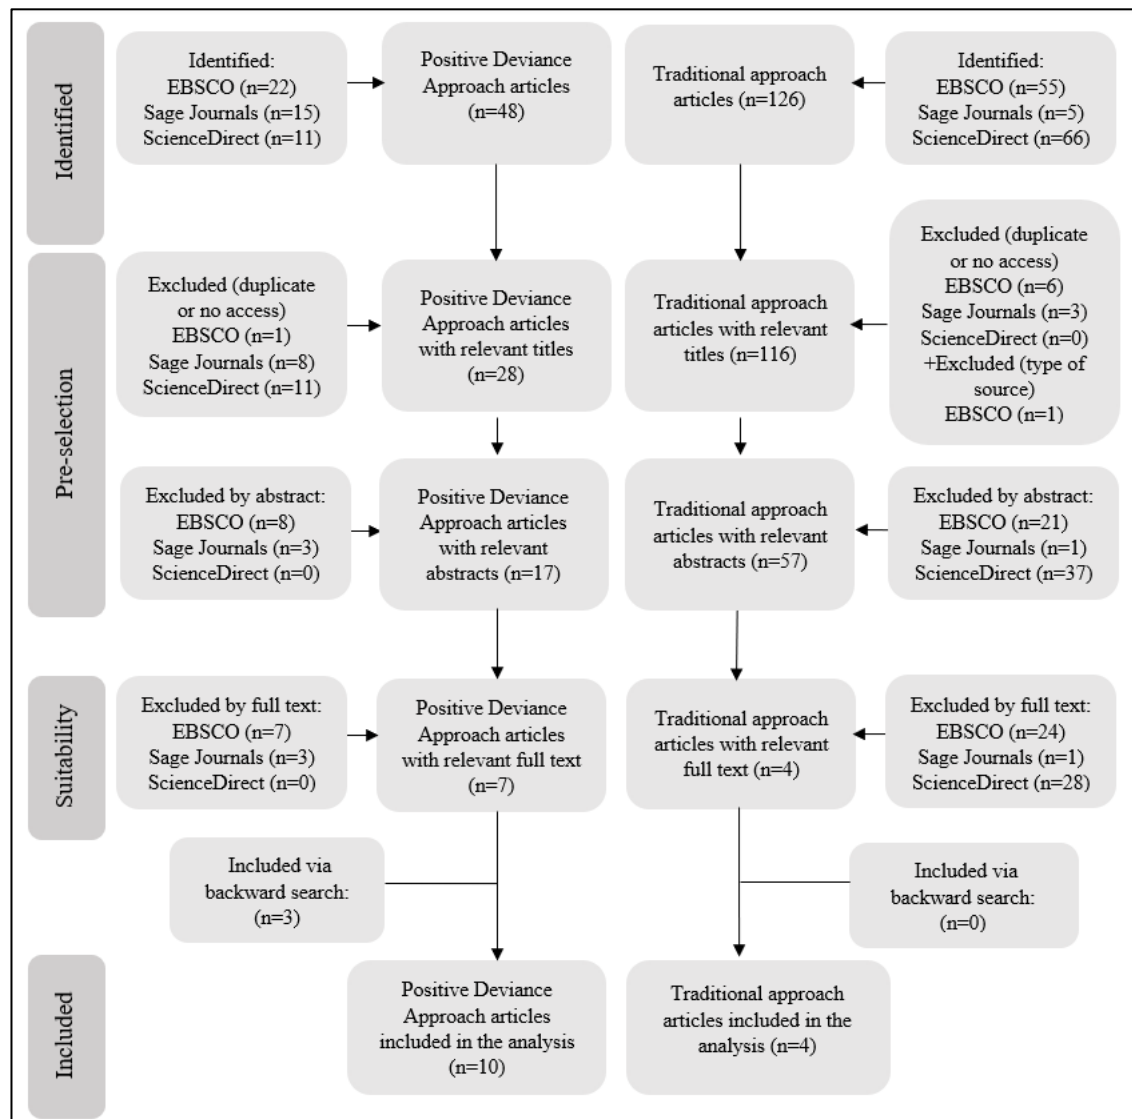 Identified
Identified:
EBSCO (n=22)
Sage Journals (n=15)
ScienceDirect (n=11)
Positive Deviance
Approach articles
(n=48)
Traditional approach
articles (n=126)
Identified:
EBSCO (n=55)
Sage Journals (n=5)
ScienceDirect (n=66)
Pre-selection
Excluded (duplicate
or no access)
EBSCO (n=1)
Sage Journals (n=8)
ScienceDirect (n=11)
Positive Deviance
Approach articles
with relevant titles
(n=28)
Traditional approach
articles with relevant
titles (n=116)
Excluded (duplicate
or no access)
EBSCO (n=6)
Sage Journals (n=3)
ScienceDirect (n=0)
+Excluded (type of
source)
EBSCO (n=1)
Excluded by abstract:
EBSCO (n=8)
Sage Journals (n=3)
ScienceDirect (n=0)
Positive Deviance
Approach articles
with relevant
abstracts (n=17)
Traditional approach
articles with relevant
abstracts (n=57)
Excluded by abstract:
EBSCO (n=21)
Sage Journals (n=1)
ScienceDirect (n=37)
Suitability
Excluded by full text:
EBSCO (n=7)
Sage Journals (n=3)
ScienceDirect (n=0)
Positive Deviance
Approach articles
with relevant full text
(n=7)
Traditional approach
articles with relevant
full text (n=4)
Excluded by full text:
EBSCO (n=24)
Sage Journals (n=1)
ScienceDirect (n=28)
Included via
backward search:
(n=3)
Included via
backward search:
(n=0)
Included
Positive Deviance
Approach articles
included in the analysis
(n=10)
Traditional approach
articles included in the
analysis (n=4)